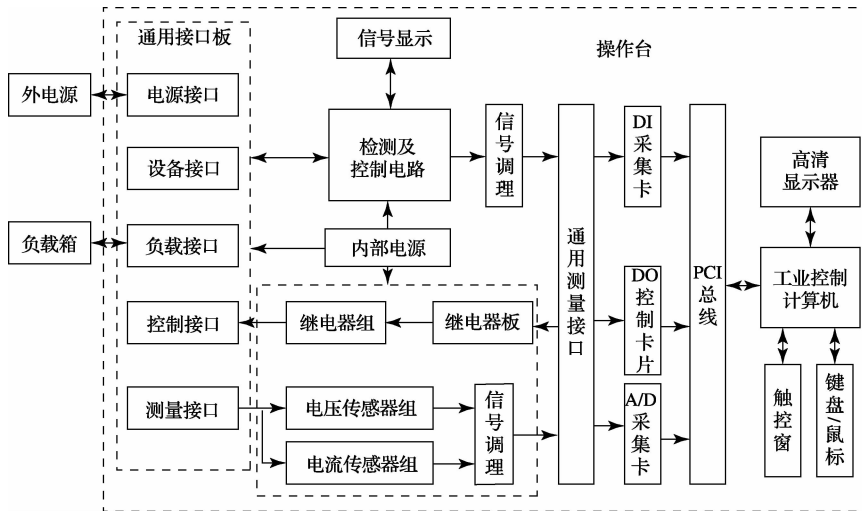 通用接口板
信号显示
操作台
外电源
电源接口
设备接口
检测及
控制电路
信号调理
DI
采集卡
高清
显示器
负载箱
负载接口
内部电源
通用测量接口
PCI
总线
工业控制
计算机
控制接口
继电器组
继电器板
DO
控制卡片
测量接口
电压传感器组
电流传感器组
信号调理
A/D
采集卡
触控窗
键盘/鼠标